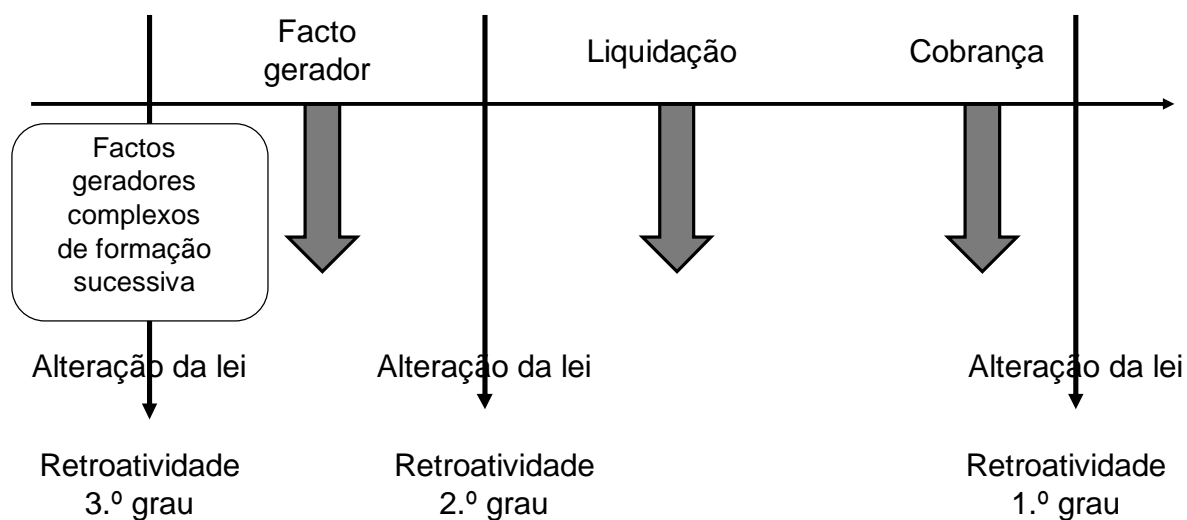 Facto
gerador
Liquidação
Cobrança
Factos
geradores
complexos
de formação
sucessiva
Alteração da lei
Alteração da lei
Alteração da lei
Retroatividade
3.º grau
Retroatividade
2.º grau
Retroatividade
1.º grau